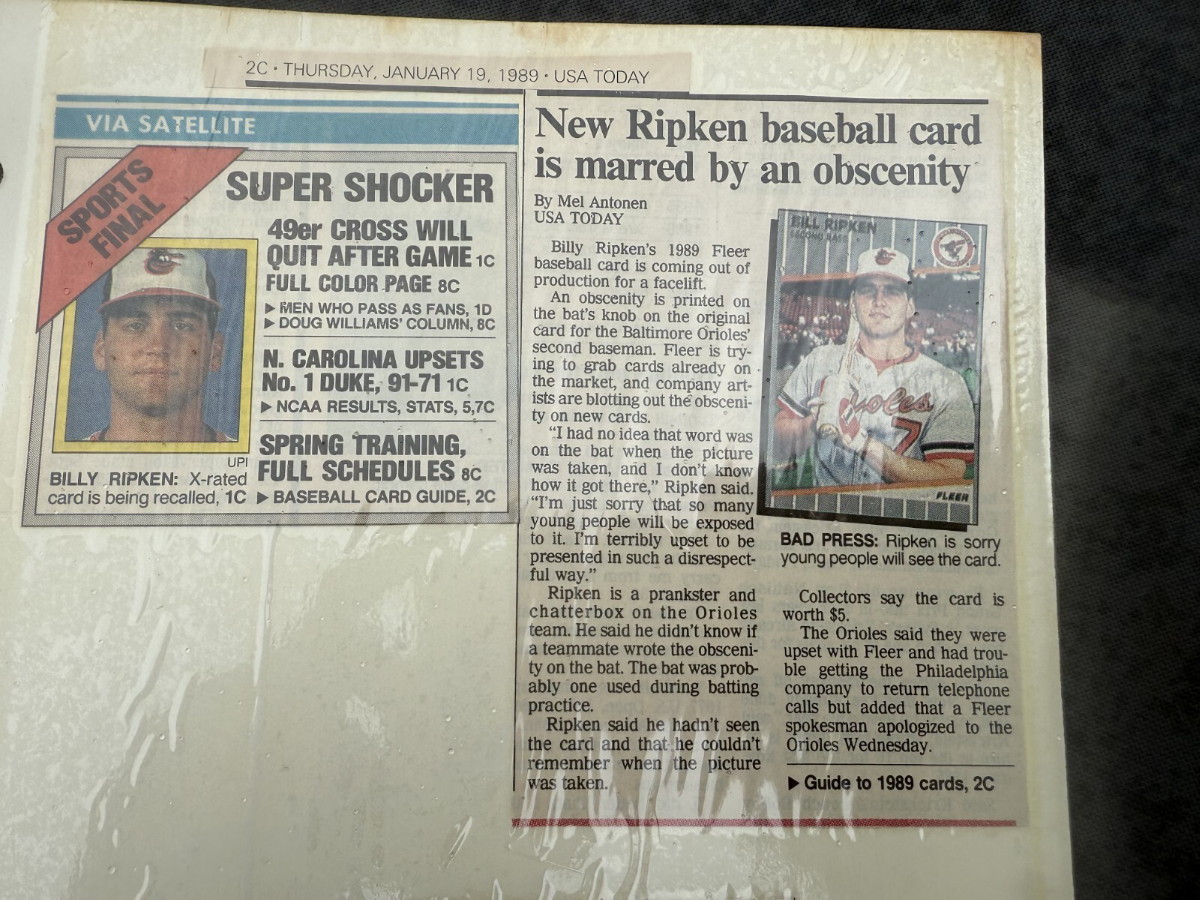 2C · THURSDAY, JANUARY 19, 1989 · USA TODAY
VIA SATELLITE
SPORTS
FINAL
SUPER SHOCKER
49er CROSS WILL
QUIT AFTER GAME 1C
FULL COLOR PAGE 8C
▶ MEN WHO PASS AS FANS, 1D
▶ DOUG WILLIAMS' COLUMN, 8C
N. CAROLINA UPSETS
No. 1 DUKE, 91-71 1C
▶ NCAA RESULTS, STATS, 5,7C
SPRING TRAINING,
FULL SCHEDULES 8C
▶ BASEBALL CARD GUIDE, 2C
UPI
BILLY RIPKEN: X-rated
card is being recalled, 1C
New Ripken baseball card
is marred by an obscenity
By Mel Antonen
USA TODAY
Billy Ripken's 1989 Fleer
baseball card is coming out of
production for a facelift.
An obscenity is printed on
the bat's knob on the original
card for the Baltimore Orioles'
second baseman. Fleer is try-
ing to grab cards already on
the market, and company art-
ists are blotting out the obsceni-
ty on new cards.
"I had no idea that word was
on the bat when the picture
was taken, and I don't know
how it got there," Ripken said.
"I'm just sorry that so many
young people will be exposed
to it. I'm terribly upset to be
presented in such a disrespect-
ful way."
Ripken is a prankster and
chatterbox on the Orioles
team. He said he didn't know if
a teammate wrote the obsceni-
ty on the bat. The bat was prob-
ably one used during batting
practice.
Ripken said he hadn't seen
the card and that he couldn't
remember when the picture
was taken.
BILL RIPKEN
SECOND BASE
Orioles
7
FLEER
BAD PRESS: Ripken is sorry
young people will see the card.
Collectors say the card is
worth $5.
The Orioles said they were
upset with Fleer and had trou-
ble getting the Philadelphia
company to return telephone
calls but added that a Fleer
spokesman apologized to the
Orioles Wednesday.
▶ Guide to 1989 cards, 2C